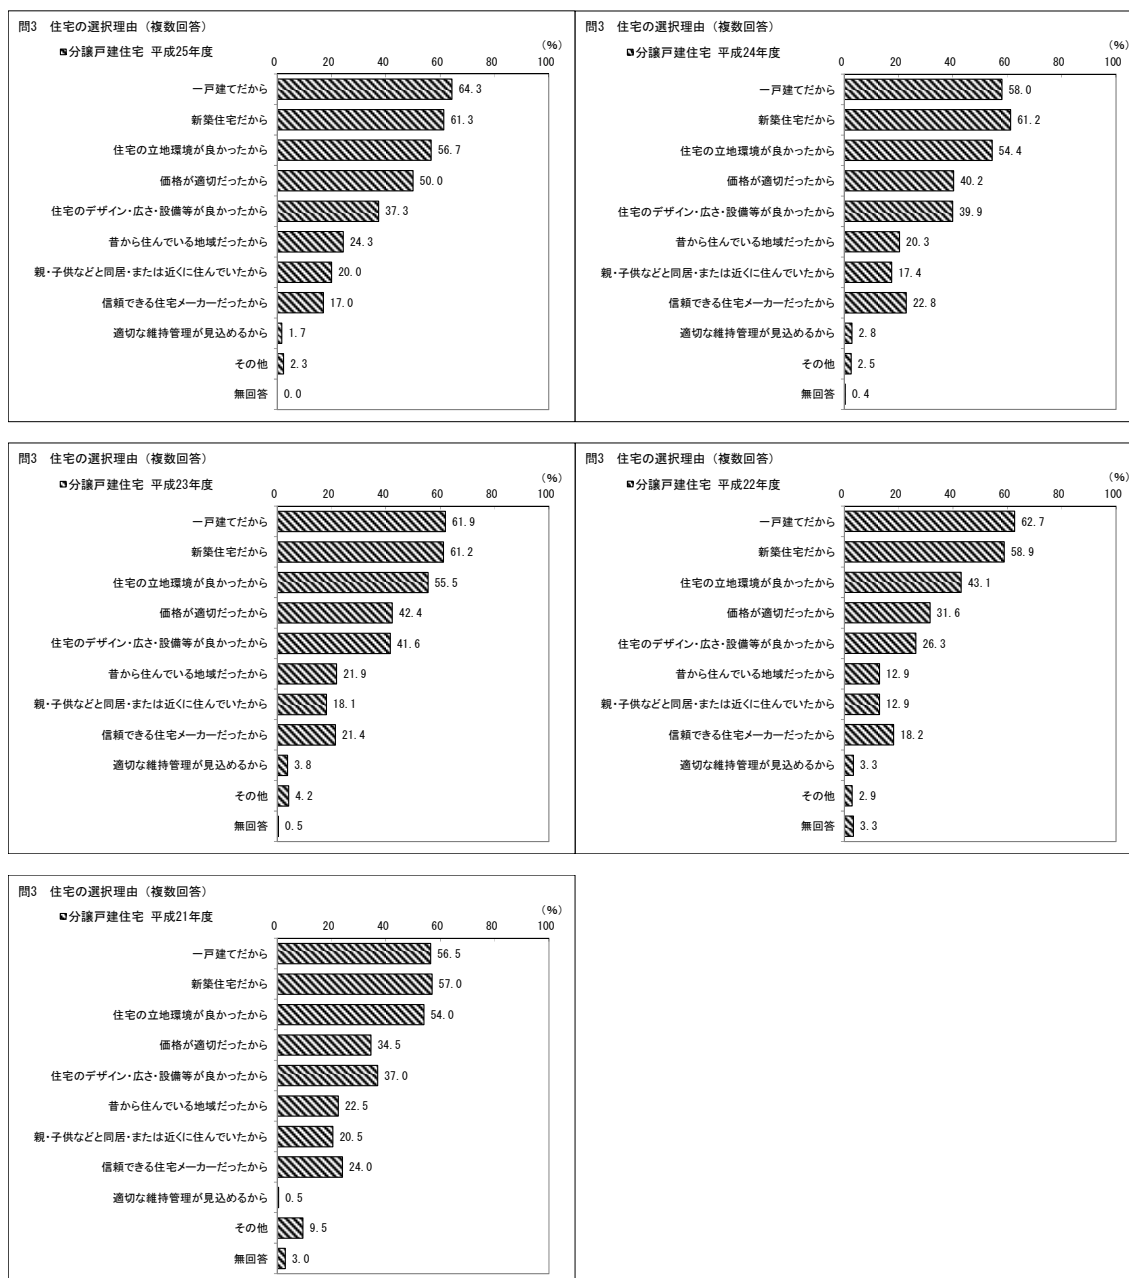 問3　住宅の選択理由（複数回答）
分譲戸建住宅 平成25年度
(%)
0 20 40 60 80 100
一戸建てだから 64.3
新築住宅だから 61.3
住宅の立地環境が良かったから 56.7
価格が適切だったから 50.0
住宅のデザイン・広さ・設備等が良かったから 37.3
昔から住んでいる地域だったから 24.3
親・子供などと同居・または近くに住んでいたから 20.0
信頼できる住宅メーカーだったから 17.0
適切な維持管理が見込めるから 1.7
その他 2.3
無回答 0.0
問3　住宅の選択理由（複数回答）
分譲戸建住宅 平成24年度
(%)
0 20 40 60 80 100
一戸建てだから 58.0
新築住宅だから 61.2
住宅の立地環境が良かったから 54.4
価格が適切だったから 40.2
住宅のデザイン・広さ・設備等が良かったから 39.9
昔から住んでいる地域だったから 20.3
親・子供などと同居・または近くに住んでいたから 17.4
信頼できる住宅メーカーだったから 22.8
適切な維持管理が見込めるから 2.8
その他 2.5
無回答 0.4
問3　住宅の選択理由（複数回答）
分譲戸建住宅 平成23年度
(%)
0 20 40 60 80 100
一戸建てだから 61.9
新築住宅だから 61.2
住宅の立地環境が良かったから 55.5
価格が適切だったから 42.4
住宅のデザイン・広さ・設備等が良かったから 41.6
昔から住んでいる地域だったから 21.9
親・子供などと同居・または近くに住んでいたから 18.1
信頼できる住宅メーカーだったから 21.4
適切な維持管理が見込めるから 3.8
その他 4.2
無回答 0.5
問3　住宅の選択理由（複数回答）
分譲戸建住宅 平成22年度
(%)
0 20 40 60 80 100
一戸建てだから 62.7
新築住宅だから 58.9
住宅の立地環境が良かったから 43.1
価格が適切だったから 31.6
住宅のデザイン・広さ・設備等が良かったから 26.3
昔から住んでいる地域だったから 12.9
親・子供などと同居・または近くに住んでいたから 12.9
信頼できる住宅メーカーだったから 18.2
適切な維持管理が見込めるから 3.3
その他 2.9
無回答 3.3
問3　住宅の選択理由（複数回答）
分譲戸建住宅 平成21年度
(%)
0 20 40 60 80 100
一戸建てだから 56.5
新築住宅だから 57.0
住宅の立地環境が良かったから 54.0
価格が適切だったから 34.5
住宅のデザイン・広さ・設備等が良かったから 37.0
昔から住んでいる地域だったから 22.5
親・子供などと同居・または近くに住んでいたから 20.5
信頼できる住宅メーカーだったから 24.0
適切な維持管理が見込めるから 0.5
その他 9.5
無回答 3.0